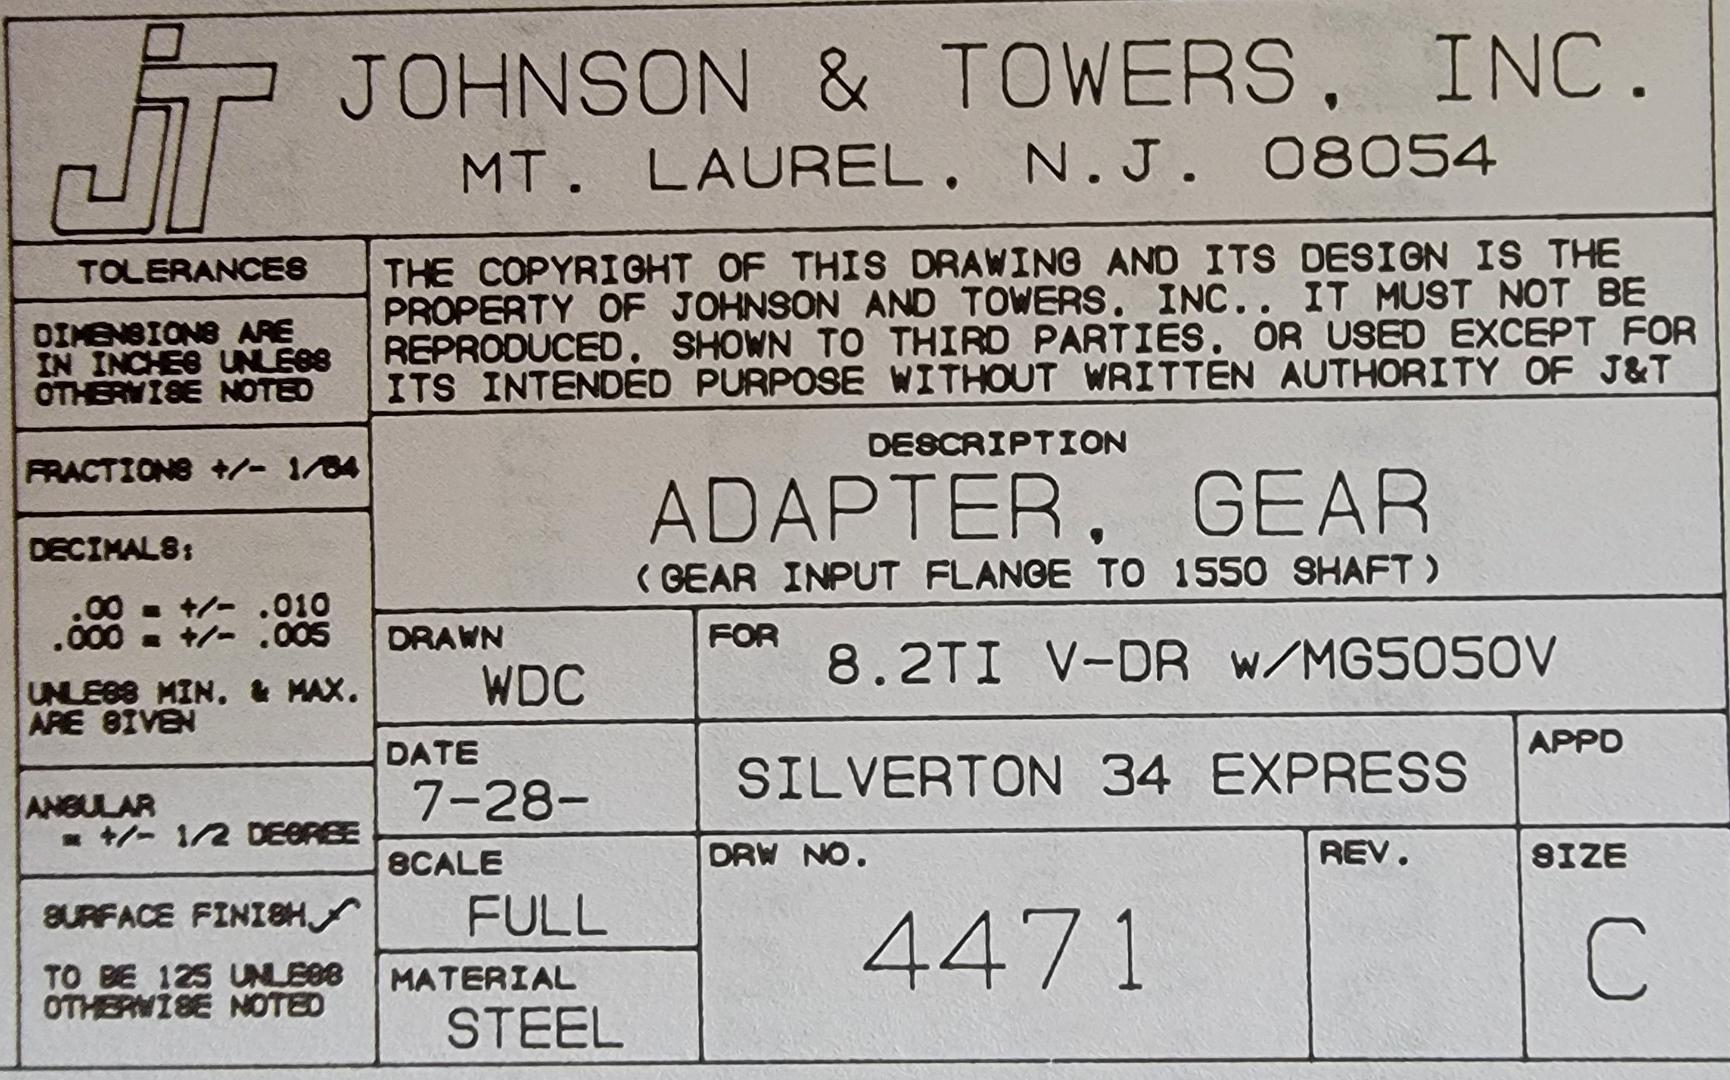 JT JOHNSON & TOWERS, INC.
MT. LAUREL, N.J. 08054
TOLERANCES
DIMENSIONS ARE
IN INCHES UNLESS
OTHERWISE NOTED
FRACTIONS +/- 1/64
DECIMALS:
.00 = +/- .010
.000 = +/- .005
UNLESS MIN. & MAX.
ARE GIVEN
ANGULAR
= +/- 1/2 DEGREE
SURFACE FINISH
TO BE 125 UNLESS
OTHERWISE NOTED
THE COPYRIGHT OF THIS DRAWING AND ITS DESIGN IS THE
PROPERTY OF JOHNSON AND TOWERS, INC.. IT MUST NOT BE
REPRODUCED, SHOWN TO THIRD PARTIES, OR USED EXCEPT FOR
ITS INTENDED PURPOSE WITHOUT WRITTEN AUTHORITY OF J&T
DESCRIPTION
ADAPTER, GEAR
(GEAR INPUT FLANGE TO 1550 SHAFT)
DRAWN
WDC
FOR 8.2TI V-DR w/MG5050V
DATE
7-28-
SILVERTON 34 EXPRESS
APPD
SCALE
FULL
MATERIAL
STEEL
DRW NO.
4471
REV.
SIZE
C